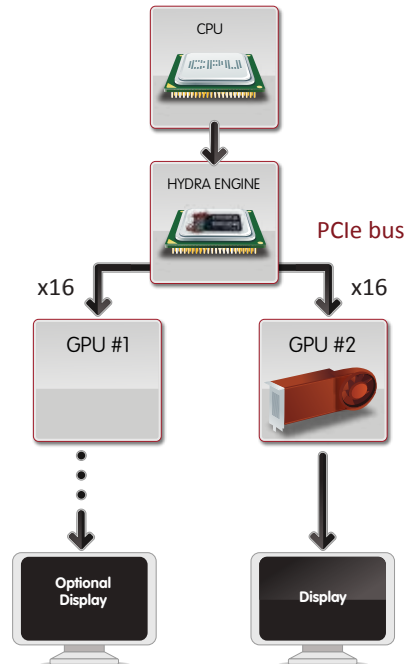 CPU
CPU
HYDRA ENGINE
PCIe bus
x16
x16
GPU #1
GPU #2
Optional
Display
Display